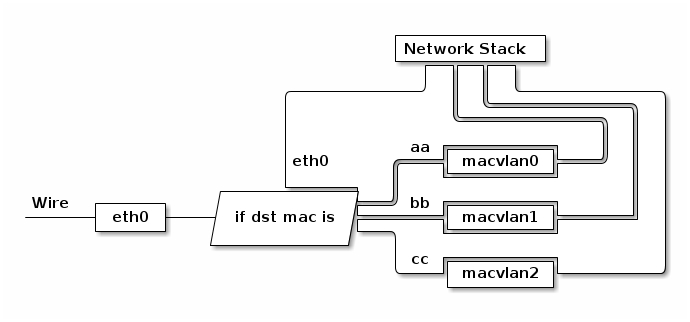 Network Stack
eth0
aa
macvlan0
Wire
eth0
if dst mac is
bb
macvlan1
cc
macvlan2